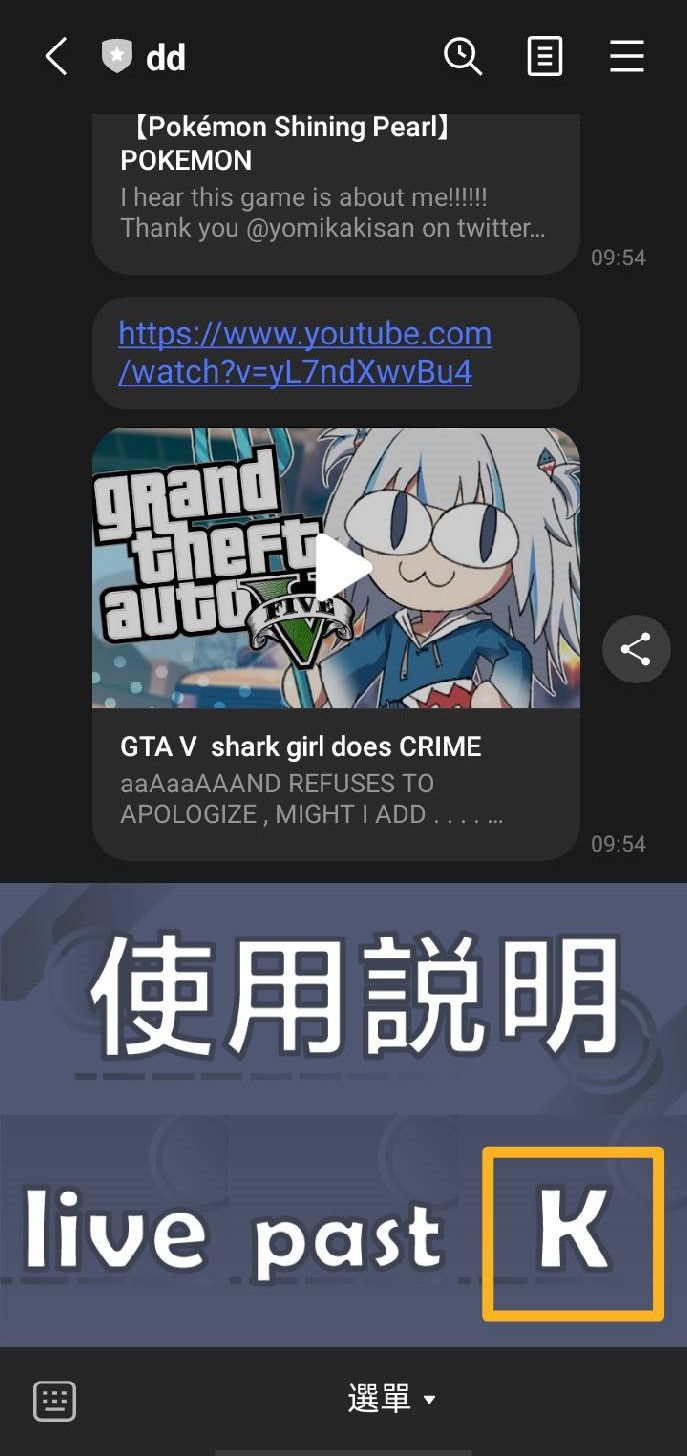 dd
【Pokémon Shining Pearl】
POKEMON
I hear this game is about me!!!!!!
Thank you @yomikakisan on twitter...
09:54
https://www.youtube.com
/watch?v=yL7ndXwvBu4
grand
theft
auto
FIVE
GTA V  shark girl does CRIME
aaAaaAAAND REFUSES TO
APOLOGIZE , MIGHT I ADD . . . . ...
09:54
使用説明
live past K
選單